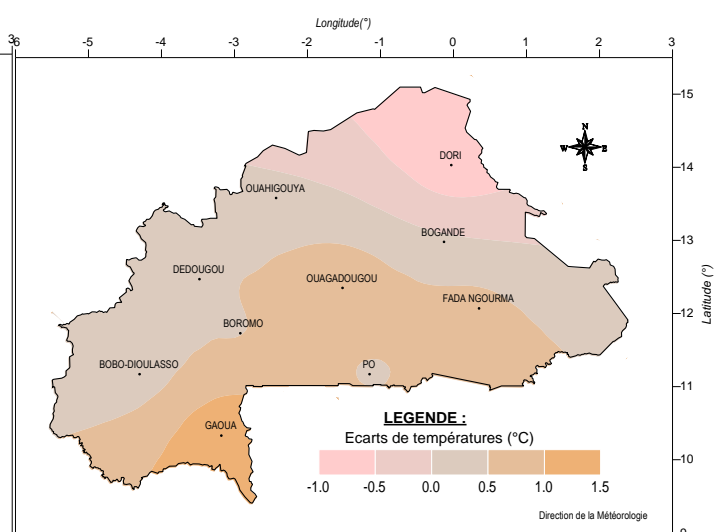 Longitude(°)
3 6 -5 -4 -3 -2 -1 0 1 2 3
15
N
W E
S
DORI
14
OUAHIGOUYA
BOGANDE
13
DEDOUGOU
OUAGADOUGOU
FADA NGOURMA
Latitude (°)
12
BOROMO
BOBO-DIOULASSO
PO
11
LEGENDE :
GAOUA
Ecarts de températures (°C)
10
-1.0 -0.5 0.0 0.5 1.0 1.5
Direction de la Météorologie